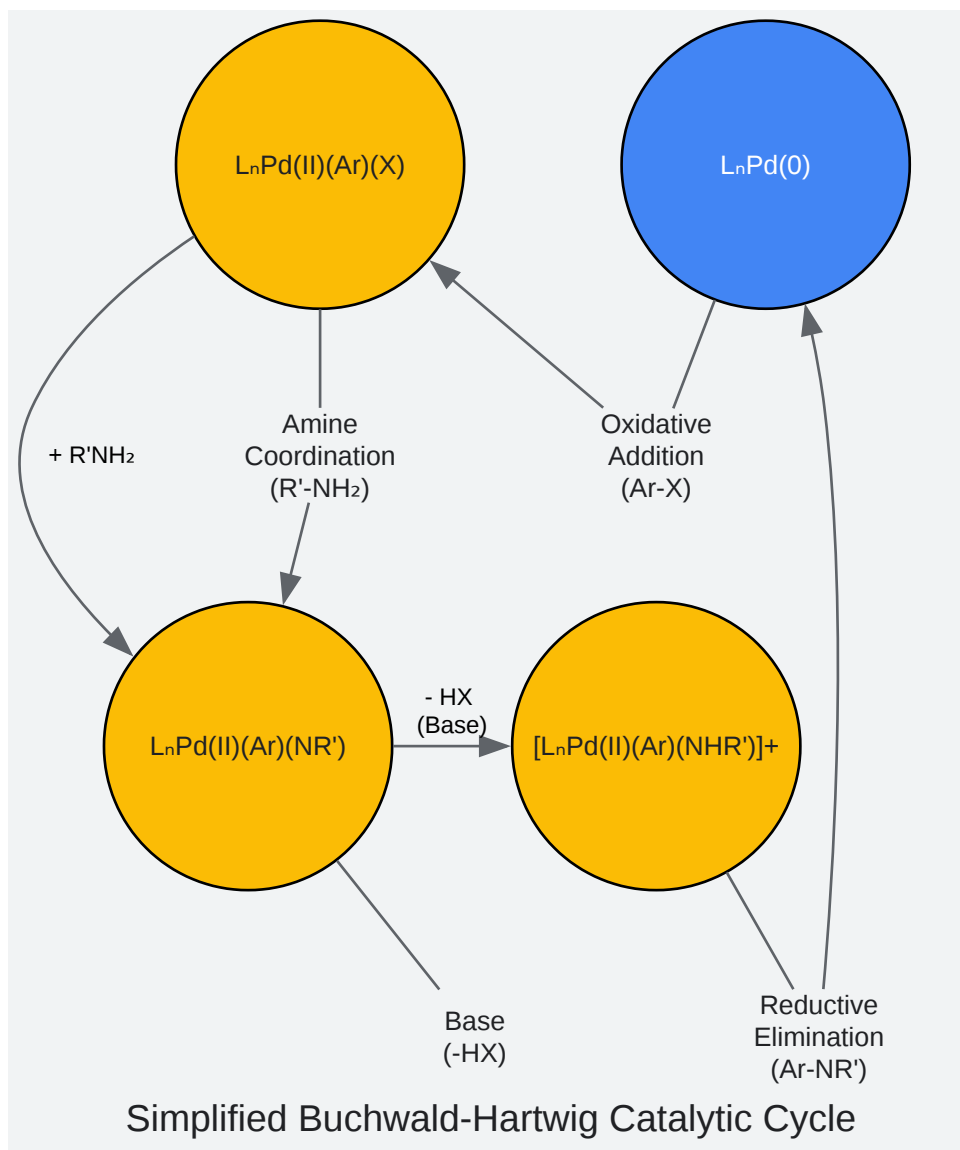 LₙPd(II)(Ar)(X)
LₙPd(0)
Amine
Coordination
(R'-NH₂)
Oxidative
Addition
(Ar-X)
+ R'NH₂
- HX
(Base)
LₙPd(II)(Ar)(NR')
[LₙPd(II)(Ar)(NHR')]+
Base
(-HX)
Reductive
Elimination
(Ar-NR')
Simplified Buchwald-Hartwig Catalytic Cycle